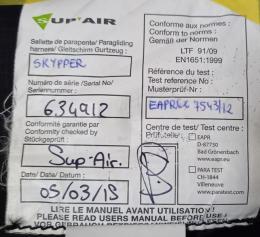 SUP'AIR
Sellette de parapente/ Paragliding
harness/ Gleitschirm Gurtzeug :
SKYPPER
Numéro de série /Serial No/
Seriennummer:
634912
Conformité garantie par
Conformity checked by
Stückgeprüft :
Sup-Air.
Date/ Date/ Datum :
05/03/15
Conforme aux normes :
Conform to norms :
Gemäß der Normen
LTF 91/09
EN1651:1999
Référence du test :
Test reference No :
Musterprüf-Nr :
EAPRGZ 7543/12
Centre de test/ Test centre
Prüfstelle:
EAPR
D-87730
Bad Grönenbach
www.eapr.eu
PARA TEST
CH-1844
Villeneuve
www.paratest.com
LIRE LE MANUEL AVANT UTILISATION/
PLEASE READ USERS MANUAL BEFORE USE/
VOR GEBRAUCH